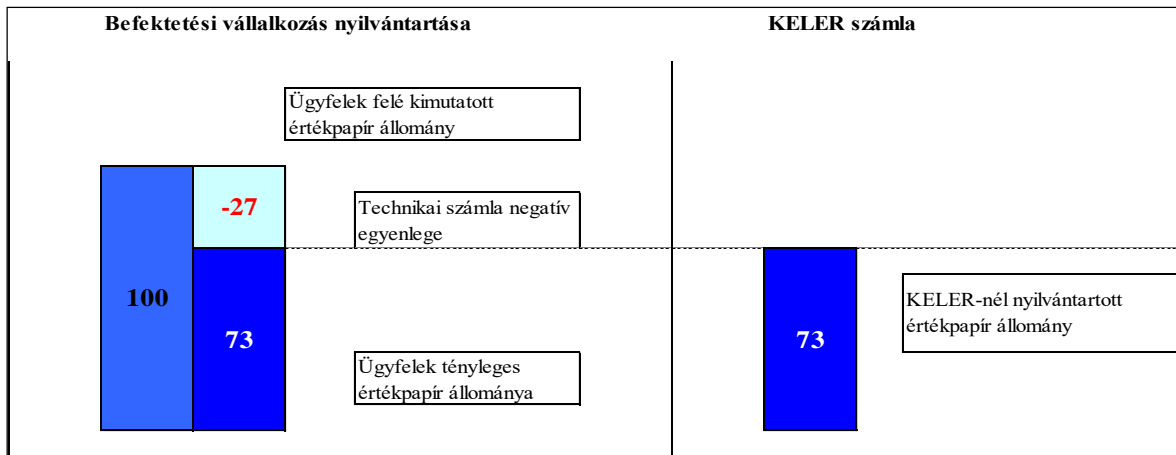 Befektetési vállalkozás nyilvántartása
KELER számla
Ügyfelek felé kimutatott
értékpapír állomány
-27
Technikai számla negatív
egyenlege
100
73
Ügyfelek tényleges
értékpapír állománya
73
KELER-nél nyilvántartott
értékpapír állomány